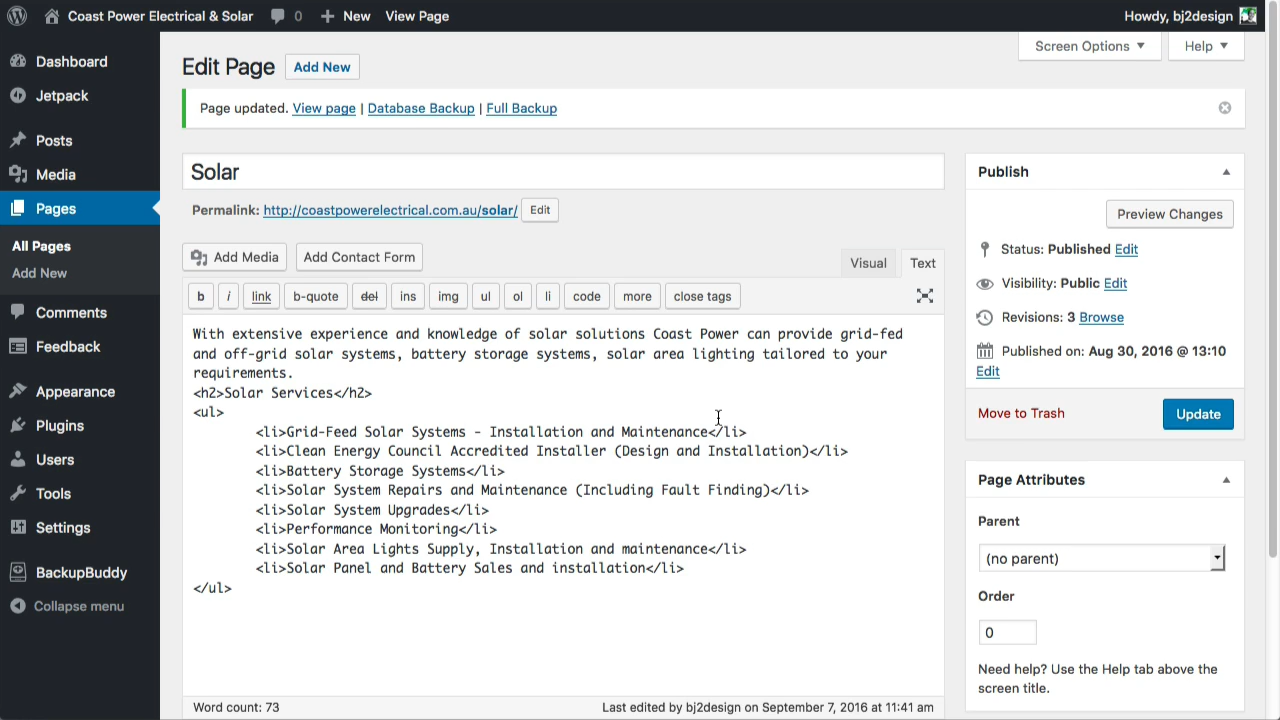 Coast Power Electrical & Solar 0 New View Page Howdy, bj2design
Dashboard
Jetpack
Posts
Media
Pages
All Pages
Add New
Comments
Feedback
Appearance
Plugins
Users
Tools
Settings
BackupBuddy
Collapse menu
Screen Options Help
Edit Page Add New
Page updated. View page | Database Backup | Full Backup
Solar
Permalink: http://coastpowerelectrical.com.au/solar/ Edit
Add Media Add Contact Form Visual Text
b i link b-quote del ins img ul ol li code more close tags
With extensive experience and knowledge of solar solutions Coast Power can provide grid-fed
and off-grid solar systems, battery storage systems, solar area lighting tailored to your
requirements.
<h2>Solar Services</h2>
<ul>
<li>Grid-Feed Solar Systems - Installation and Maintenance</li>
<li>Clean Energy Council Accredited Installer (Design and Installation)</li>
<li>Battery Storage Systems</li>
<li>Solar System Repairs and Maintenance (Including Fault Finding)</li>
<li>Solar System Upgrades</li>
<li>Performance Monitoring</li>
<li>Solar Area Lights Supply, Installation and maintenance</li>
<li>Solar Panel and Battery Sales and installation</li>
</ul>
Word count: 73 Last edited by bj2design on September 7, 2016 at 11:41 am
Publish
Preview Changes
Status: Published Edit
Visibility: Public Edit
Revisions: 3 Browse
Published on: Aug 30, 2016 @ 13:10
Edit
Move to Trash Update
Page Attributes
Parent
(no parent)
Order
0
Need help? Use the Help tab above the
screen title.